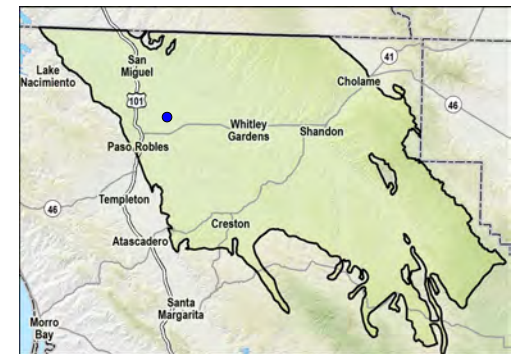 San
Miguel
41
Lake
Nacimiento
Cholame
101
46
Whitley
Gardens
Shandon
Paso Robles
Templeton
46
Creston
Atascadero
Santa
Margarita
Morro
Bay